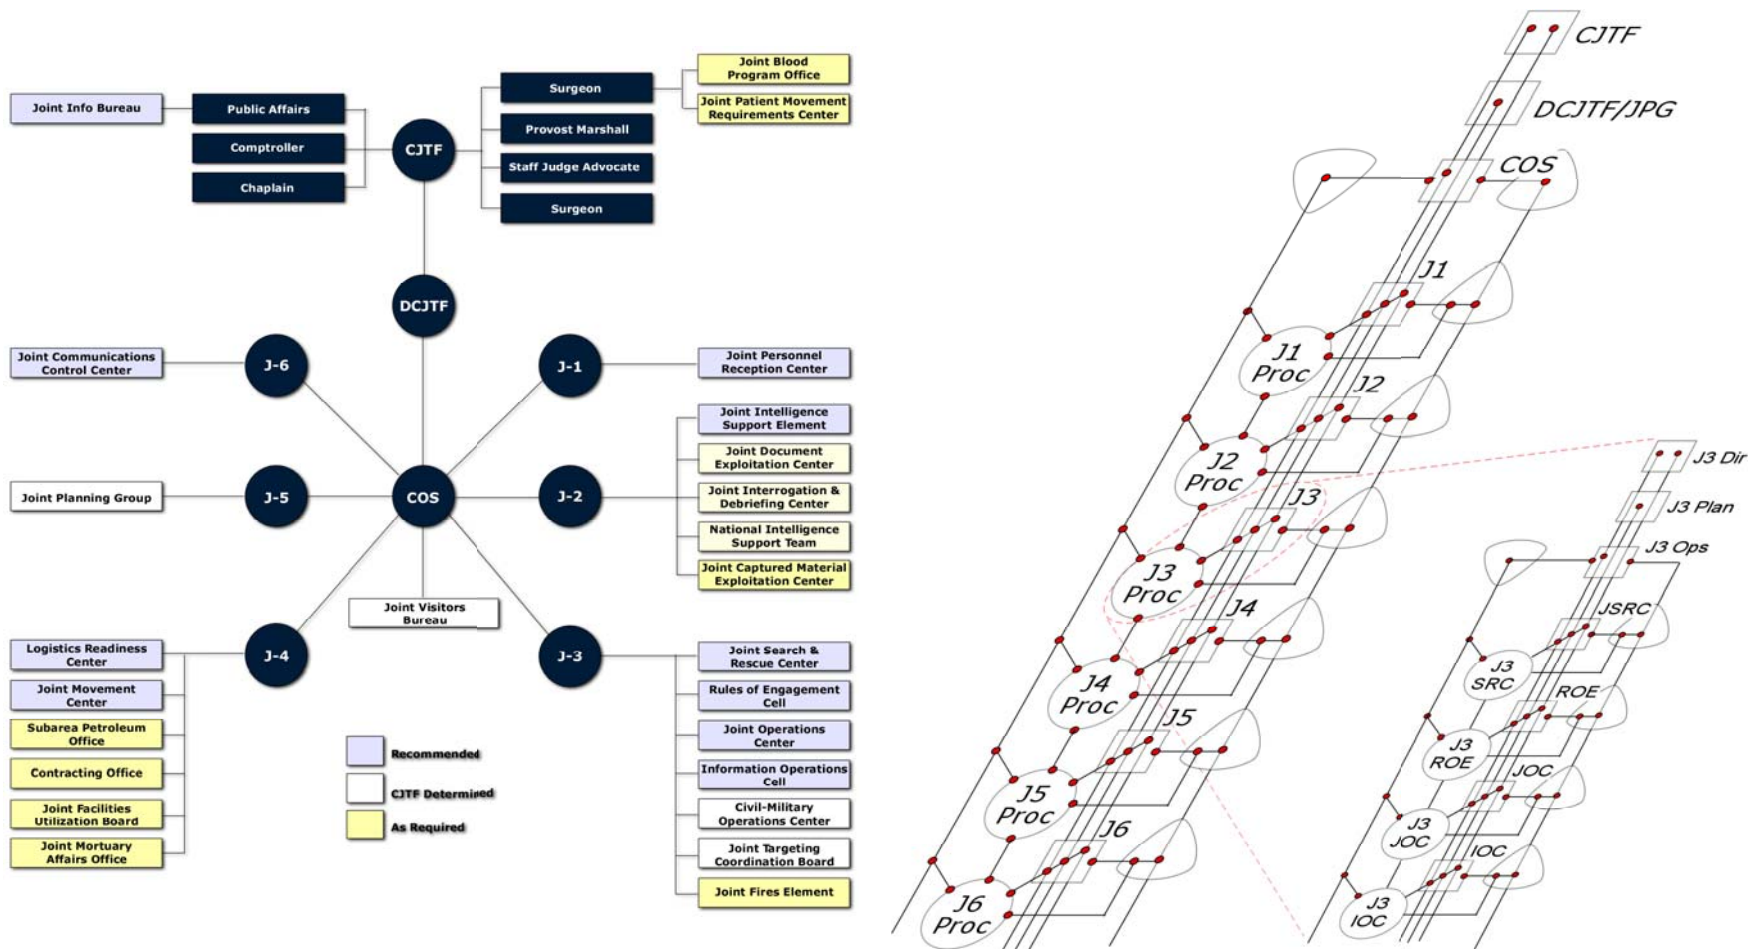 Joint Info Bureau
Public Affairs
Comptroller
Chaplain
CJTF
Surgeon
Provost Marshall
Staff Judge Advocate
Surgeon
Joint Blood
Program Office
Joint Patient Movement
Requirements Center
DCJTF
Joint Communications
Control Center
J-6
J-1
Joint Personnel
Reception Center
Joint Planning Group
J-5
COS
J-2
Joint Intelligence
Support Element
Joint Document
Exploitation Center
Joint Interrogation &
Debriefing Center
National Intelligence
Support Team
Joint Captured Material
Exploitation Center
Joint Visitors
Bureau
J-4
J-3
Logistics Readiness
Center
Joint Movement
Center
Subarea Petroleum
Office
Contracting Office
Joint Facilities
Utilization Board
Joint Mortuary
Affairs Office
Recommended
CJTF Determined
As Required
Joint Search &
Rescue Center
Rules of Engagement
Cell
Joint Operations
Center
Information Operations
Cell
Civil-Military
Operations Center
Joint Targeting
Coordination Board
Joint Fires Element
CJTF
DCJTF/JPG
COS
J1
J1
Proc
J2
J2
Proc
J3
J3
Proc
J4
J4
Proc
J5
J5
Proc
J6
J6
Proc
J3 Dir
J3 Plan
J3 Ops
JSRC
J3
SRC
ROE
J3
ROE
JOC
J3
JOC
IOC
J3
IOC